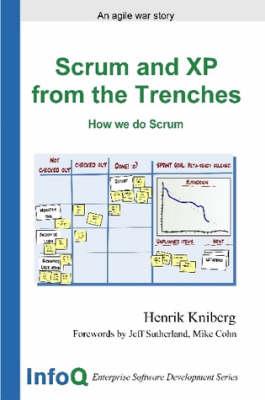 An agile war story
Scrum and XP
from the Trenches
How we do Scrum
NOT
CHECKED OUT
CHECKED OUT
DONE! :)
SPRINT GOAL: BETA-READY RELEASE!
BURNDOWN
UNPLANNED ITEMS
NEXT
Henrik Kniberg
Forewords by Jeff Sutherland, Mike Cohn
InfoQ Enterprise Software Development Series